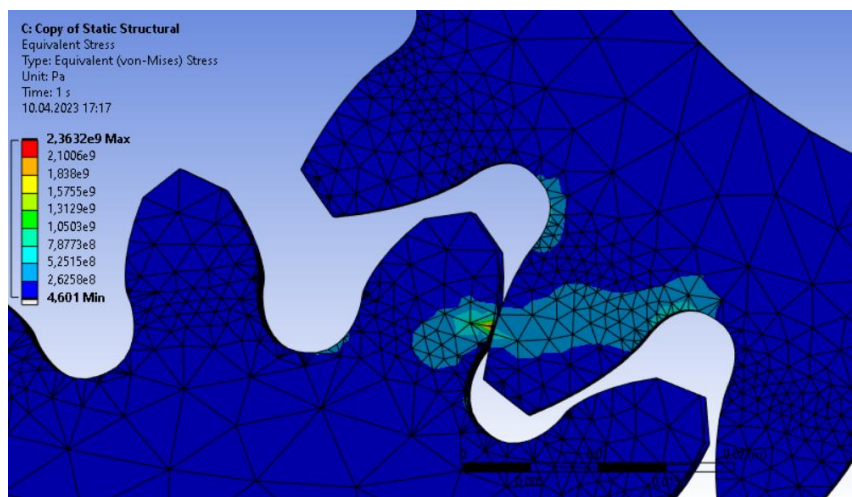 C: Copy of Static Structural
Equivalent Stress
Type: Equivalent (von-Mises) Stress
Unit: Pa
Time: 1 s
10.04.2023 17:17
2,3632e9 Max
2,1006e9
1,838e9
1,5755e9
1,3129e9
1,0503e9
7,8773e8
5,2515e8
2,6258e8
4,601 Min